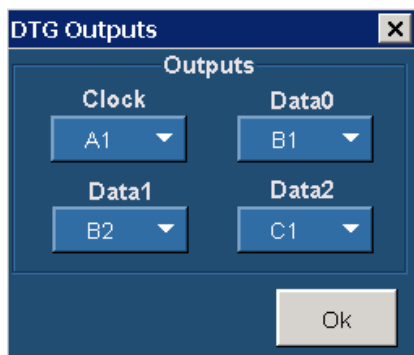 DTG Outputs
Outputs
Clock Data0
A1 B1
Data1 Data2
B2 C1
Ok